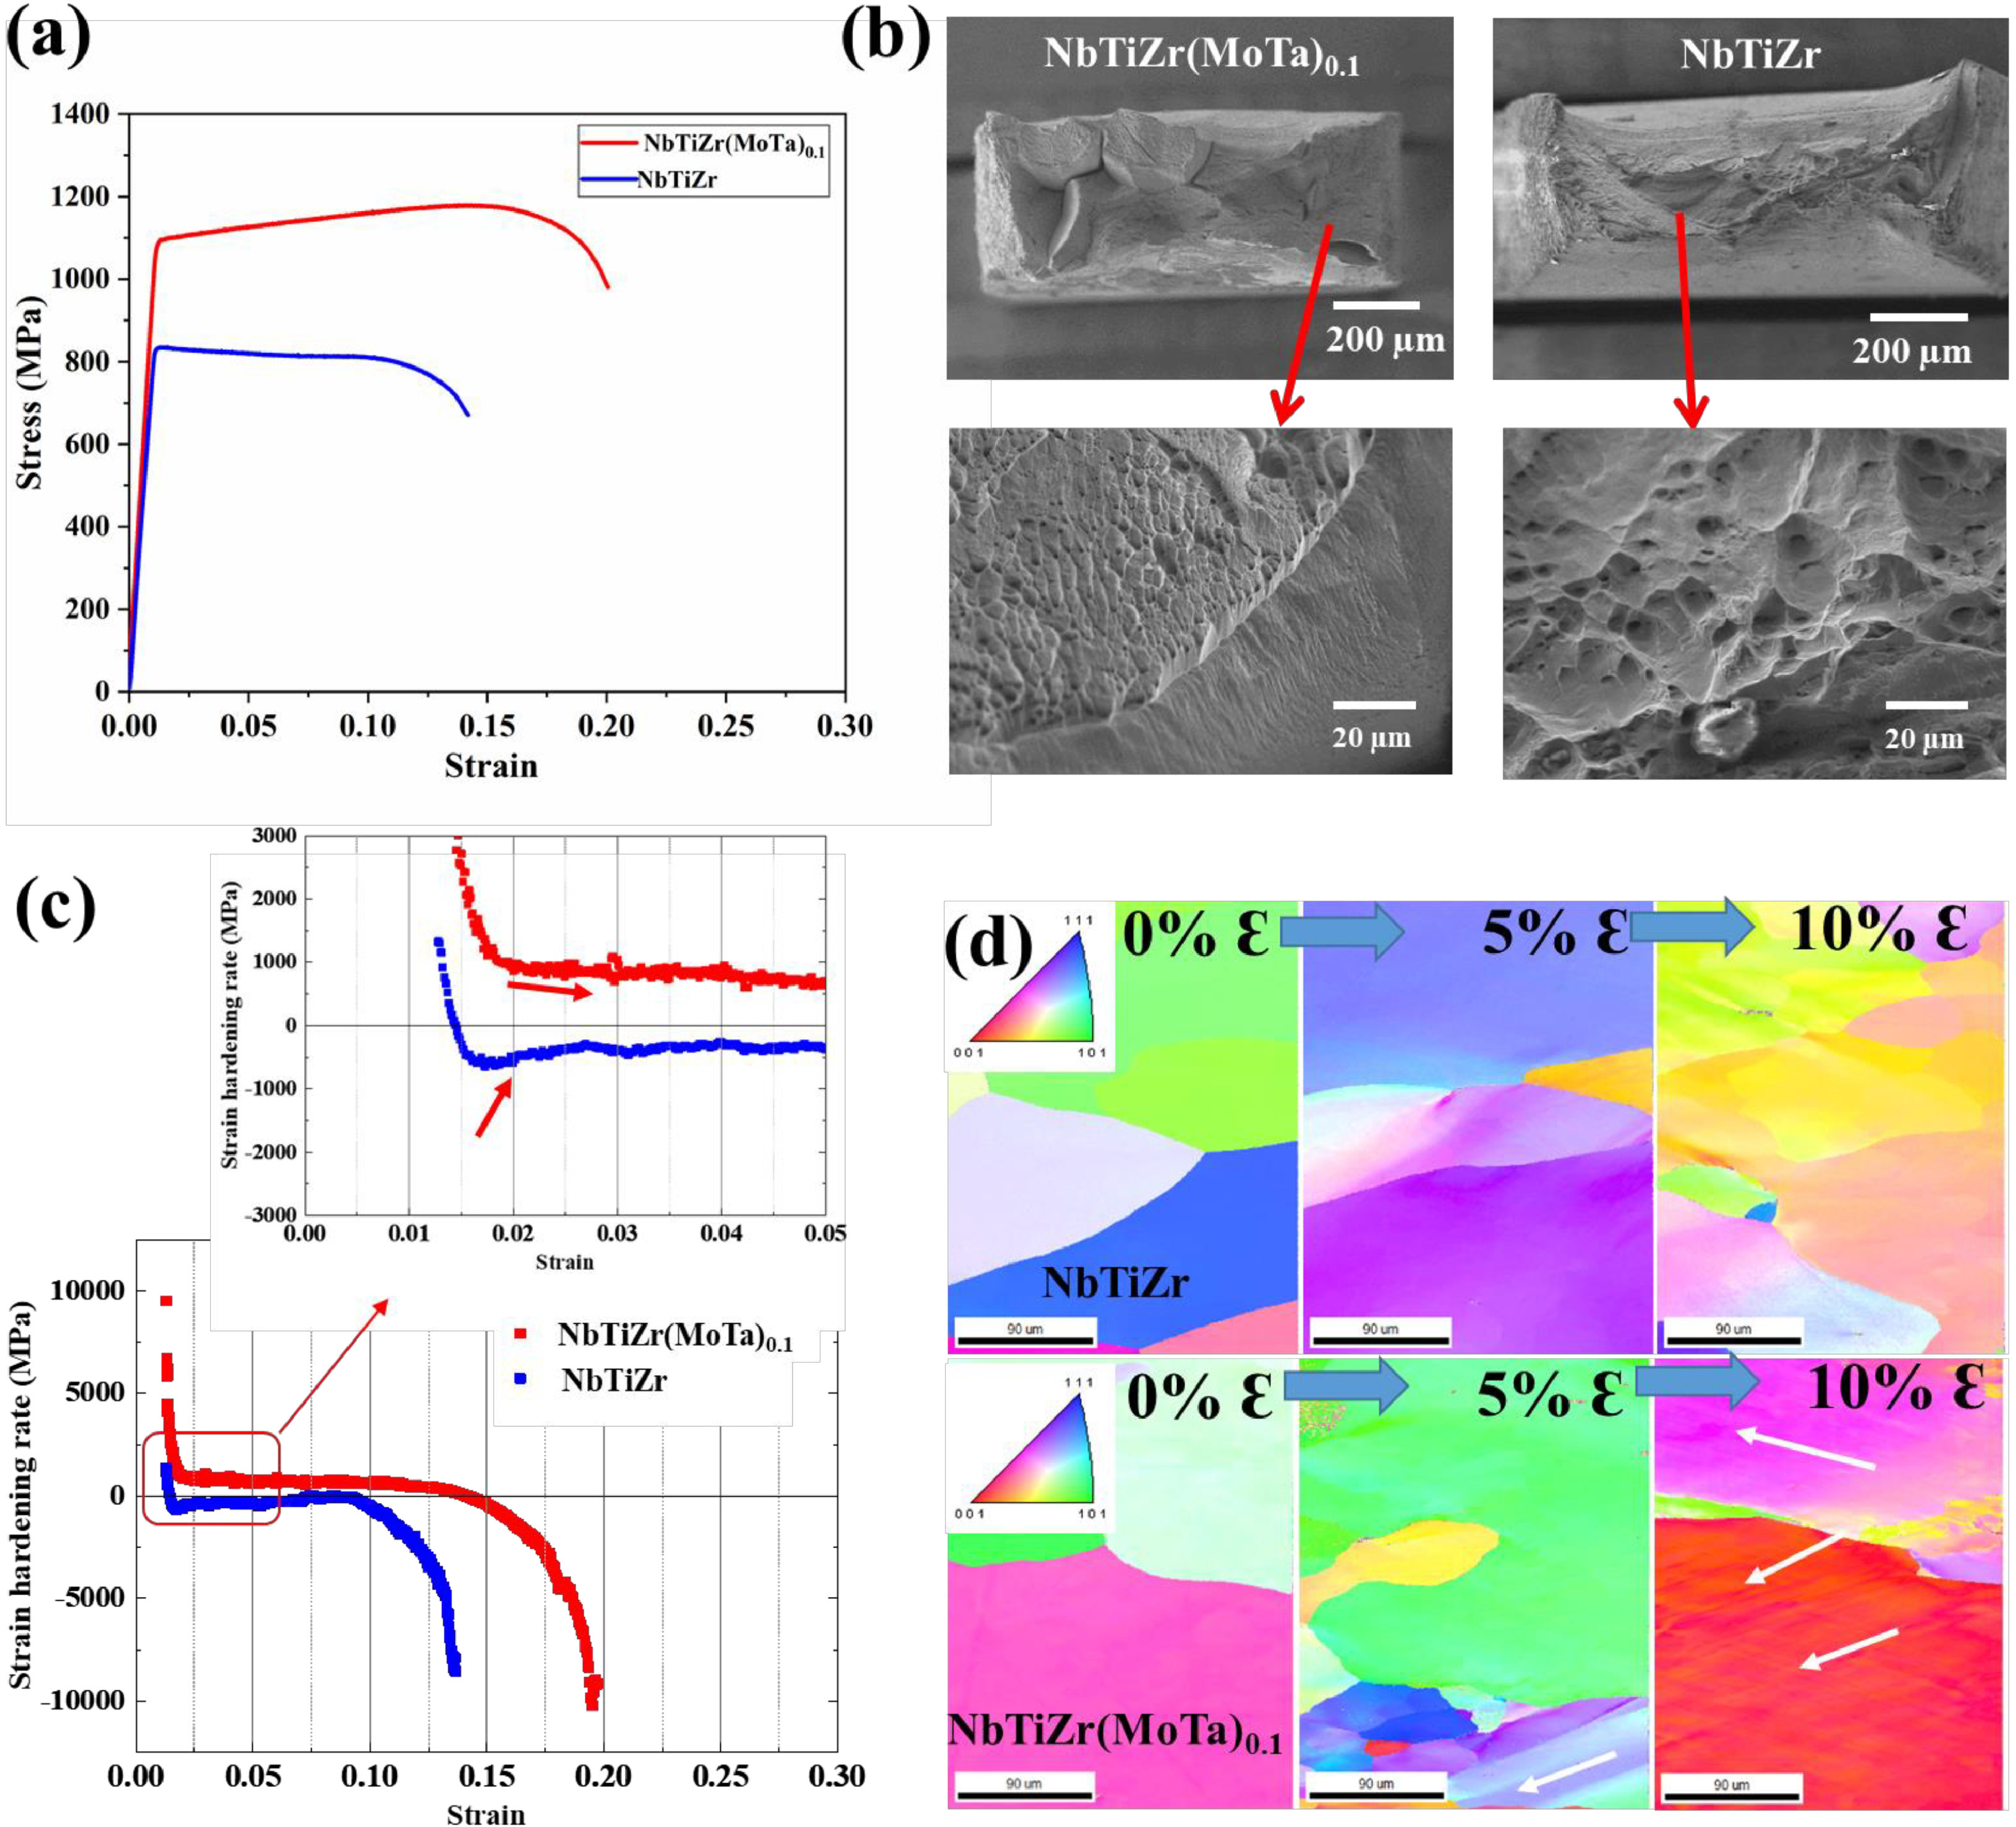 (a)
1400
1200
1000
800
600
400
200
0
0.00 0.05 0.10 0.15 0.20 0.25 0.30
Strain
Stress (MPa)
NbTiZr(MoTa)0.1
NbTiZr
(b)
NbTiZr(MoTa)0.1
200 μm
NbTiZr
200 μm
20 μm
20 μm
(c)
3000
2000
1000
0
-1000
-2000
-3000
0.00 0.01 0.02 0.03 0.04 0.05
Strain
Strain hardening rate (MPa)
NbTiZr(MoTa)0.1
NbTiZr
10000
5000
0
-5000
-10000
0.00 0.05 0.10 0.15 0.20 0.25 0.30
Strain
Strain hardening rate (MPa)
(d)
111
001 101
0% Ɛ 5% Ɛ 10% Ɛ
NbTiZr
90 um 90 um 90 um
111
001 101
0% Ɛ 5% Ɛ 10% Ɛ
NbTiZr(MoTa)0.1
90 um 90 um 90 um